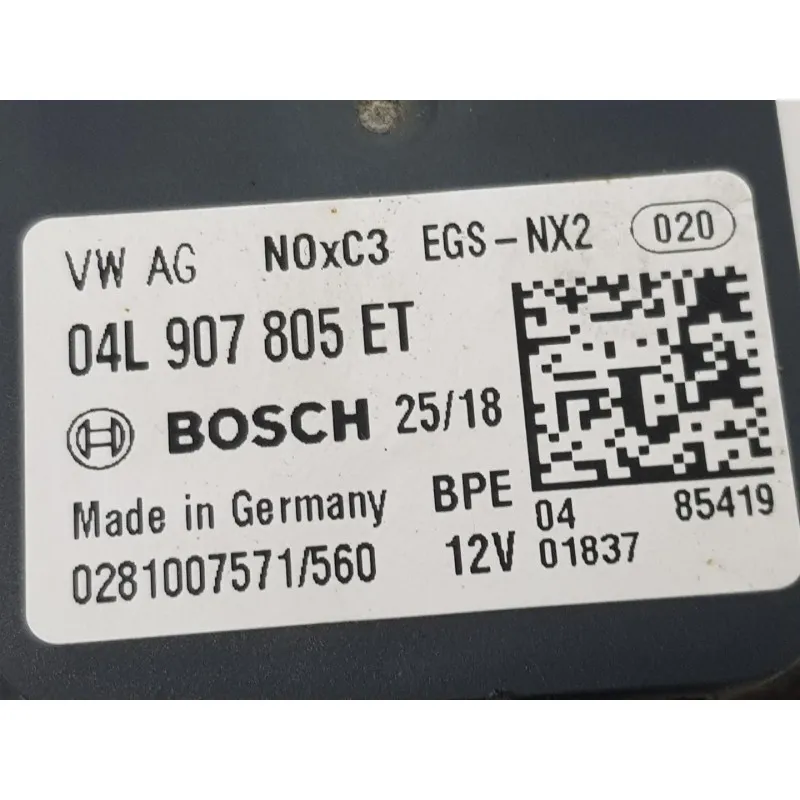 VW AG NOxC3 EGS-NX2 020
04L 907 805 ET
BOSCH 25/18
Made in Germany BPE 04 85419
0281007571/560 12V 01837